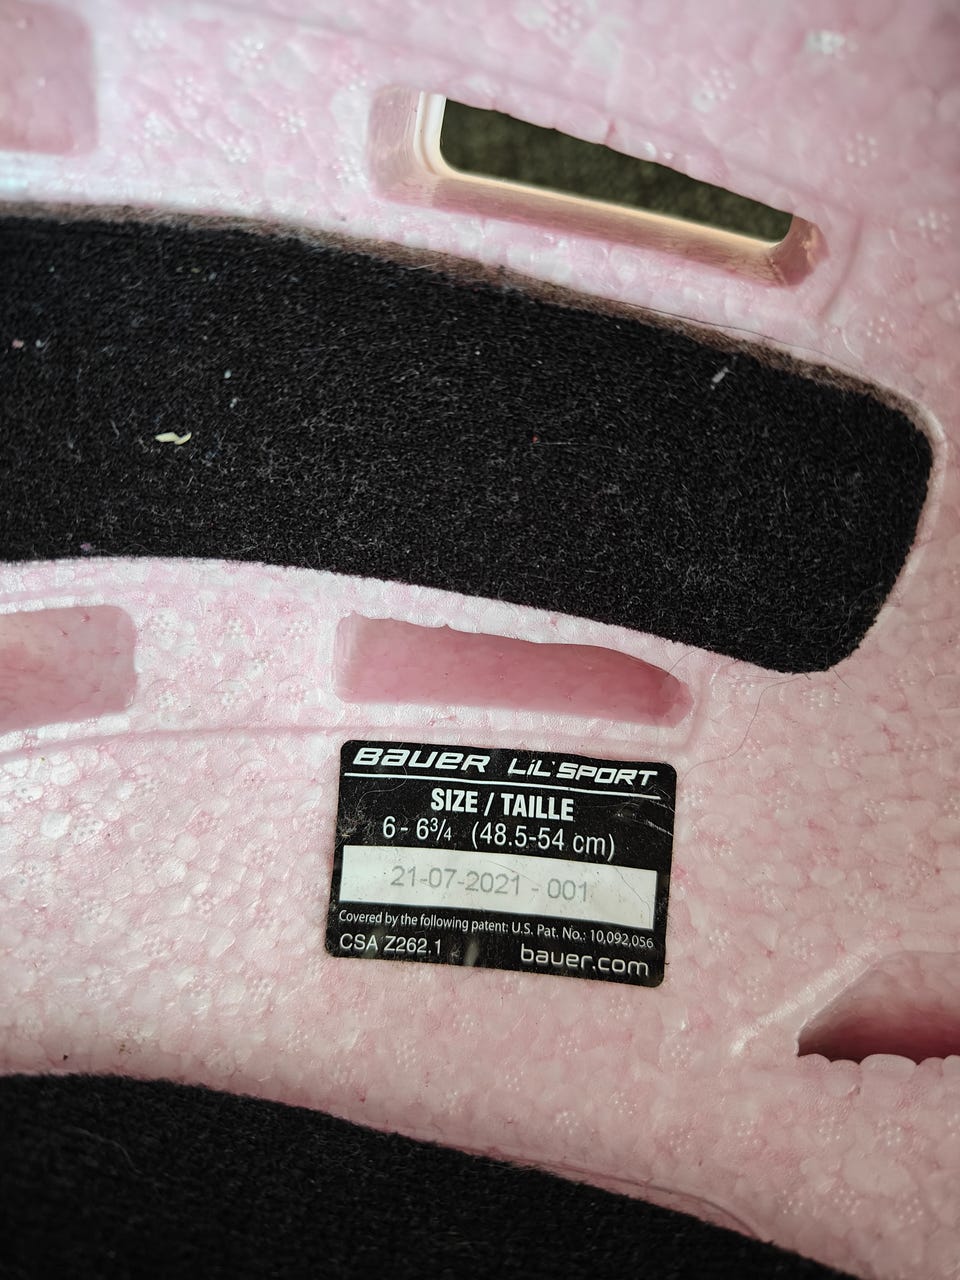 BAUER LIL'SPORT
SIZE / TAILLE
6 - 6¾ (48.5-54 cm)
21-07-2021 - 001
Covered by the following patent: U.S. Pat. No.: 10,092,056
CSA Z262.1
bauer.com